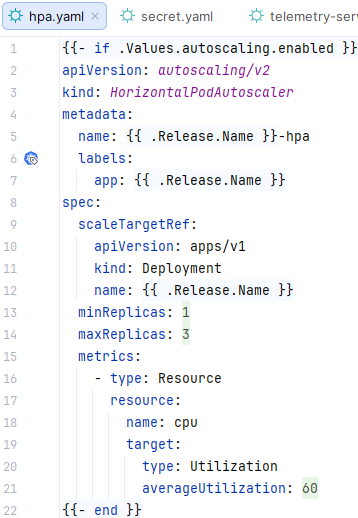 hpa.yaml × secret.yaml telemetry-ser
1 {{- if .Values.autoscaling.enabled }}
2 apiVersion: autoscaling/v2
3 kind: HorizontalPodAutoscaler
4 metadata:
5   name: {{ .Release.Name }}-hpa
6   labels:
7     app: {{ .Release.Name }}
8 spec:
9   scaleTargetRef:
10     apiVersion: apps/v1
11     kind: Deployment
12     name: {{ .Release.Name }}
13   minReplicas: 1
14   maxReplicas: 3
15   metrics:
16     - type: Resource
17       resource:
18         name: cpu
19         target:
20           type: Utilization
21           averageUtilization: 60
22 {{- end }}